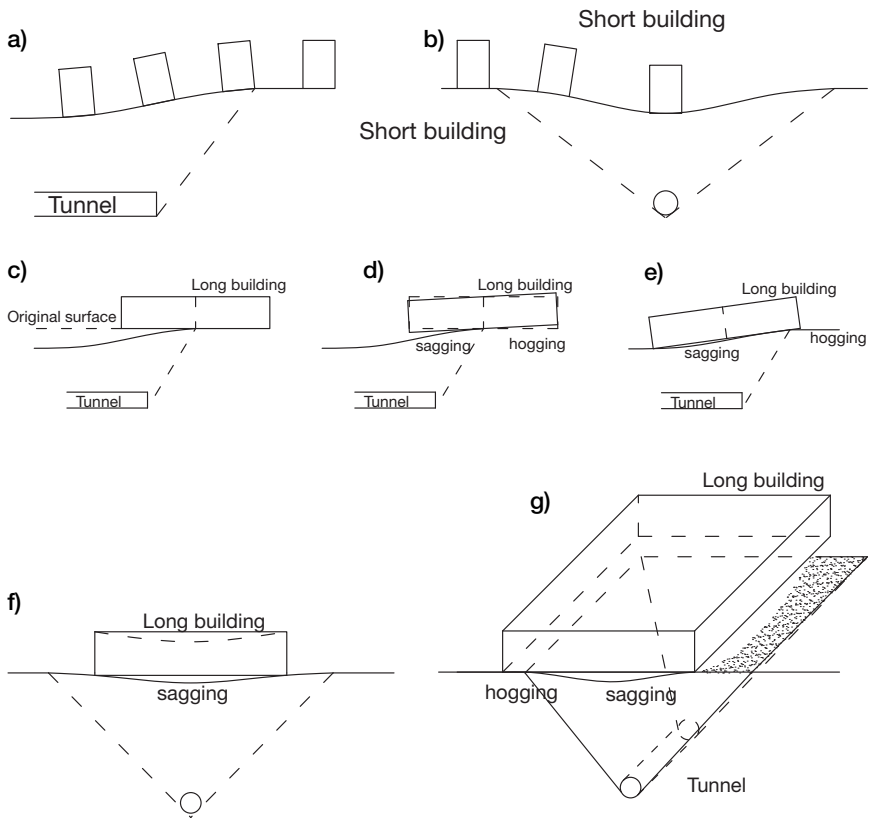 Short building
a)
b)
Short building
Tunnel
c)
d)
e)
Long building
Long building
Long building
Original surface
sagging
hogging
sagging
hogging
Tunnel
Tunnel
Tunnel
g)
Long building
f)
Long building
sagging
hogging
sagging
Tunnel